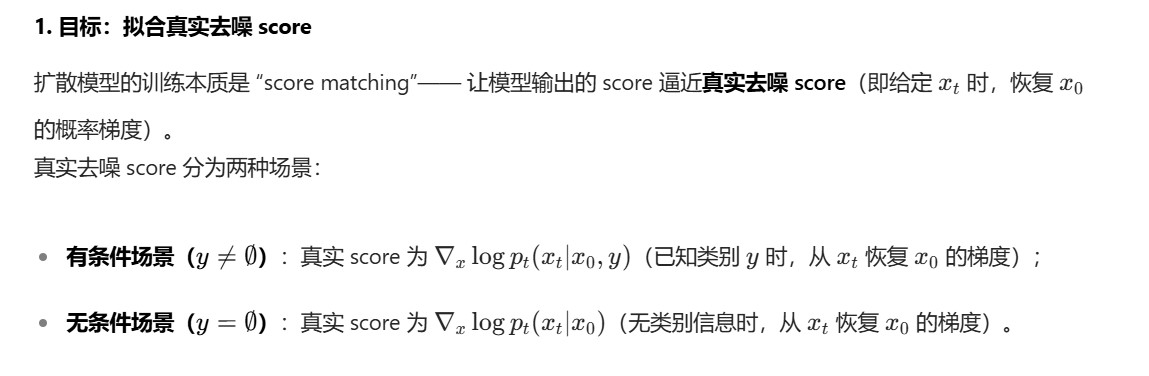 1. 目标：拟合真实去噪 score
扩散模型的训练本质是 “score matching”—— 让模型输出的 score 逼近真实去噪 score（即给定 $x_t$ 时，恢复 $x_0$
的概率梯度）。
真实去噪 score 分为两种场景：
• 有条件场景（$y \neq \emptyset$）：真实 score 为 $\nabla_x \log p_t(x_t|x_0, y)$（已知类别 $y$ 时，从 $x_t$ 恢复 $x_0$ 的梯度）；
• 无条件场景（$y = \emptyset$）：真实 score 为 $\nabla_x \log p_t(x_t|x_0)$（无类别信息时，从 $x_t$ 恢复 $x_0$ 的梯度）。